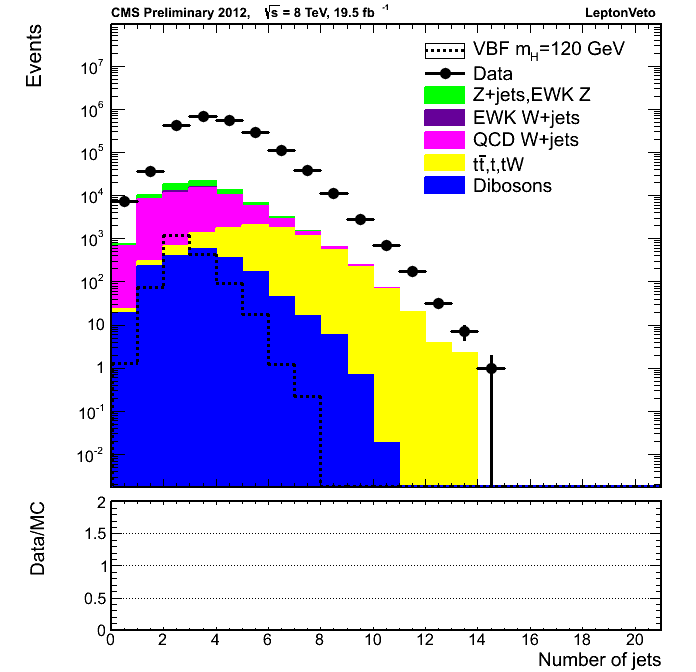 CMS Preliminary 2012, √s = 8 TeV, 19.5 fb⁻¹ LeptonVeto
Events
10⁷
10⁶
10⁵
10⁴
10³
10²
10
1
10⁻¹
10⁻²
VBF m_H=120 GeV
Data
Z+jets,EWK Z
EWK W+jets
QCD W+jets
tt̄,t,tW
Dibosons
Data/MC
2
1.5
1
0.5
0
0 2 4 6 8 10 12 14 16 18 20
Number of jets